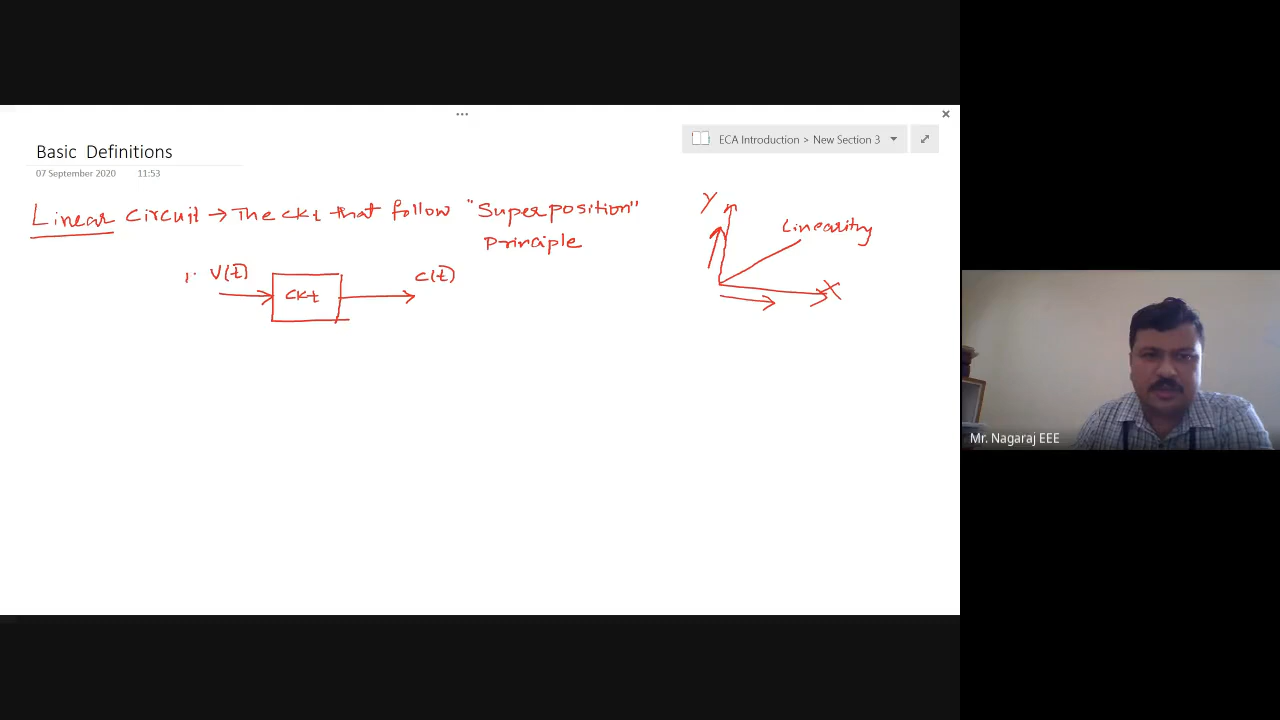 Basic Definitions
07 September 2020 11:53
ECA Introduction > New Section 3
Linear circuit → The ckt that follow "Superposition"
Principle
V(t) ckt c(t)
Y
Linearity
X
Mr. Nagaraj EEE